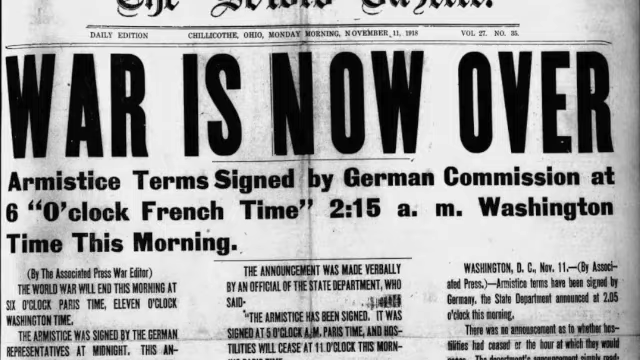 The Scioto Gazette.
DAILY EDITION CHILLICOTHE, OHIO, MONDAY MORNING, NOVEMBER 11, 1918 VOL 27. NO. 35.
WAR IS NOW OVER
Armistice Terms Signed by German Commission at
6 "O'clock French Time" 2:15 a. m. Washington
Time This Morning.
(By The Associated Press War Editor)
THE WORLD WAR WILL END THIS MORNING AT
SIX O'CLOCK PARIS TIME, ELEVEN O'CLOCK
WASHINGTON TIME.
THE ARMISTICE WAS SIGNED BY THE GERMAN
REPRESENTATIVES AT MIDNIGHT. THIS AN-
THE ANNOUNCEMENT WAS MADE VERBALLY
BY AN OFFICIAL OF THE STATE DEPARTMENT, WHO
SAID-
"THE ARMISTICE HAS BEEN SIGNED. IT WAS
SIGNED AT 5 O'CLOCK A.M. PARIS TIME, AND HOS-
TILITIES WILL CEASE AT 11 O'CLOCK THIS MORN-
WASHINGTON, D. C., Nov. 11.—(By Associ-
ated Press.)—Armistice terms have been signed by
Germany, the State Department announced at 2.05
o'clock this morning.
There was no announcement as to whether hos-
tilities had ceased or the hour at which they would